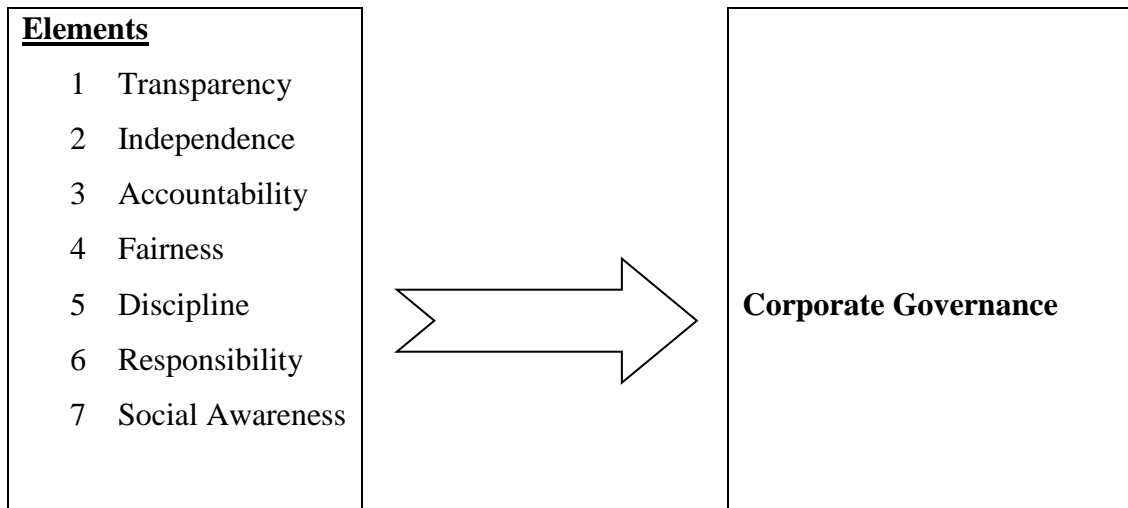 Elements
1 Transparency
2 Independence
3 Accountability
4 Fairness
5 Discipline
6 Responsibility
7 Social Awareness
Corporate Governance